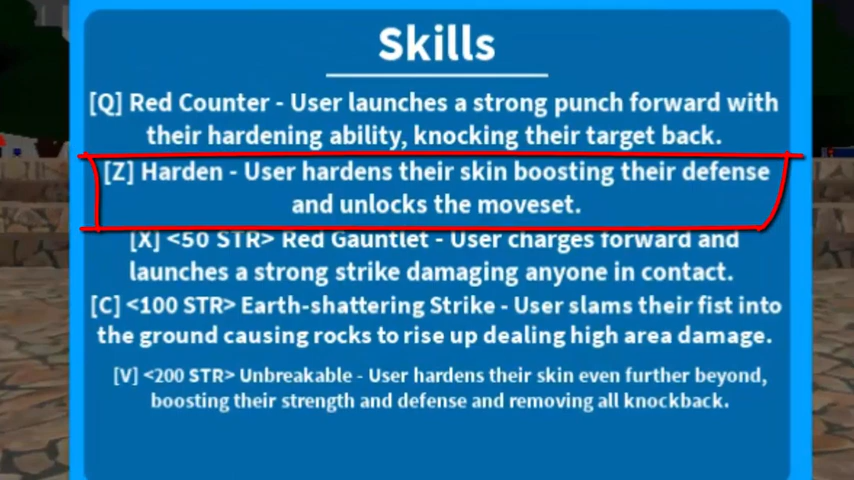 Skills
[Q] Red Counter - User launches a strong punch forward with
their hardening ability, knocking their target back.
[Z] Harden - User hardens their skin boosting their defense
and unlocks the moveset.
[X] <50 STR> Red Gauntlet - User charges forward and
launches a strong strike damaging anyone in contact.
[C] <100 STR> Earth-shattering Strike - User slams their fist into
the ground causing rocks to rise up dealing high area damage.
[V] <200 STR> Unbreakable - User hardens their skin even further beyond,
boosting their strength and defense and removing all knockback.